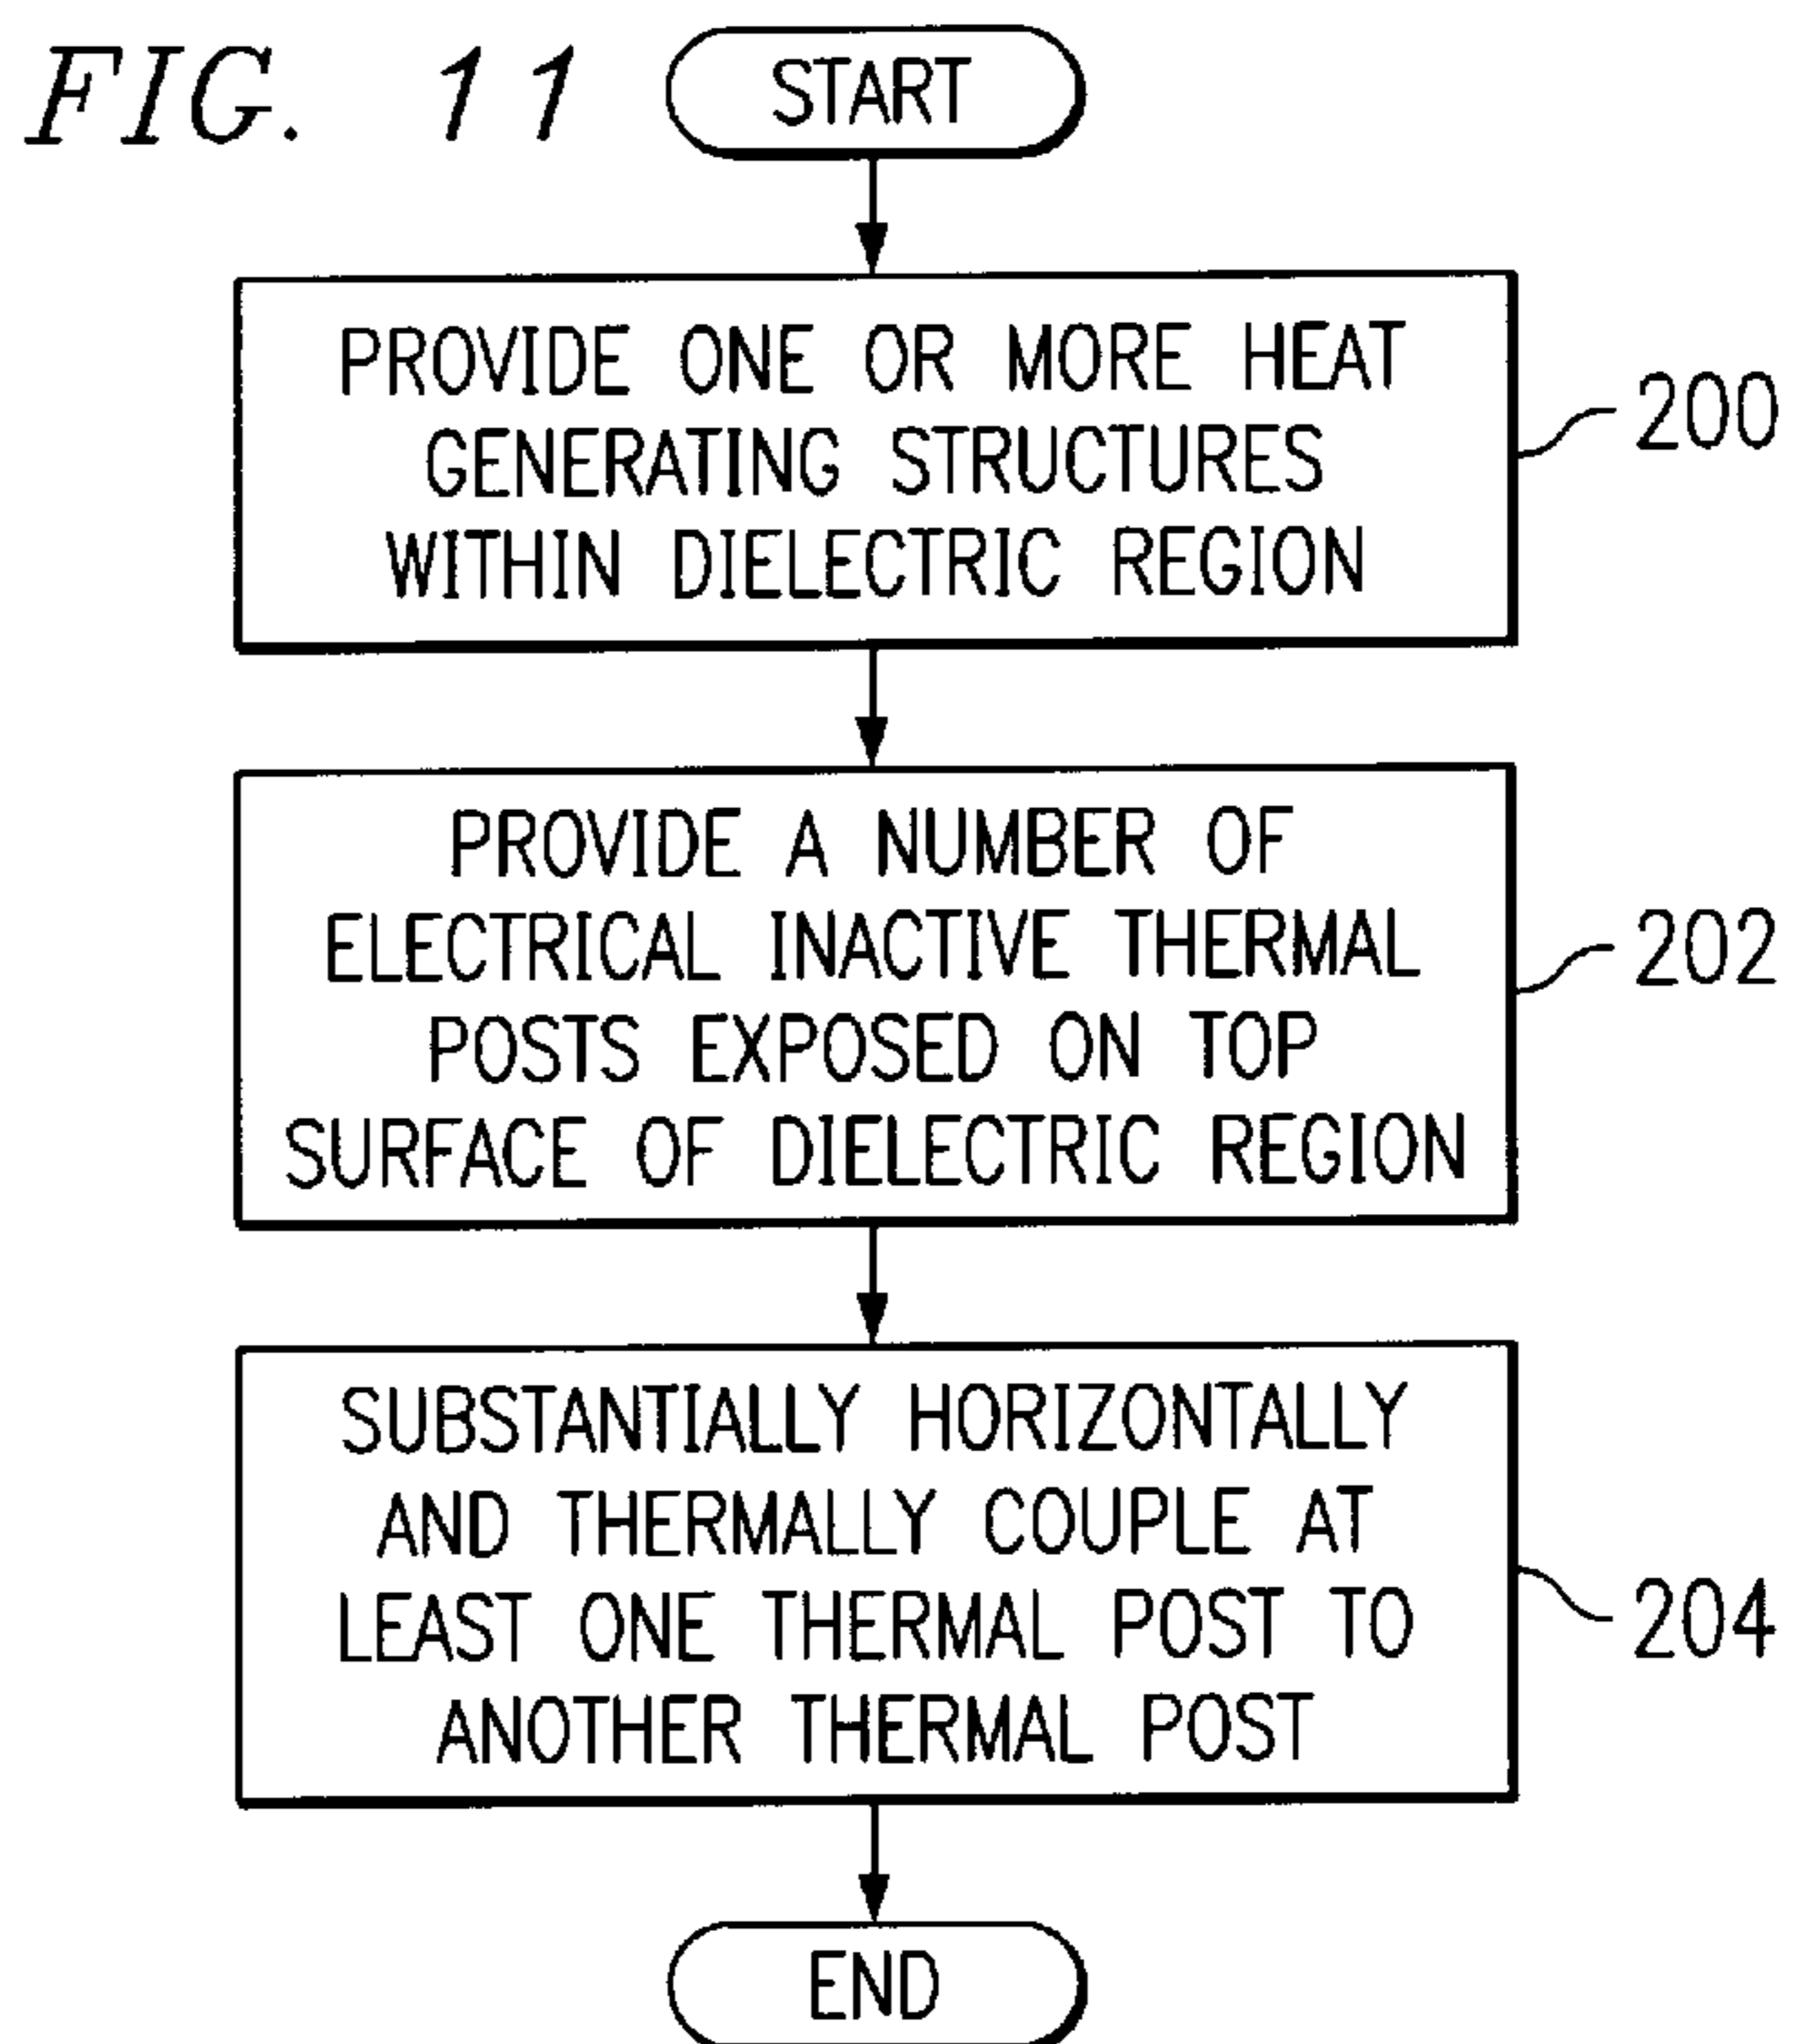 FIG. 11
START
PROVIDE ONE OR MORE HEAT
GENERATING STRUCTURES
WITHIN DIELECTRIC REGION
200
PROVIDE A NUMBER OF
ELECTRICAL INACTIVE THERMAL
POSTS EXPOSED ON TOP
SURFACE OF DIELECTRIC REGION
202
SUBSTANTIALLY HORIZONTALLY
AND THERMALLY COUPLE AT
LEAST ONE THERMAL POST TO
ANOTHER THERMAL POST
204
END